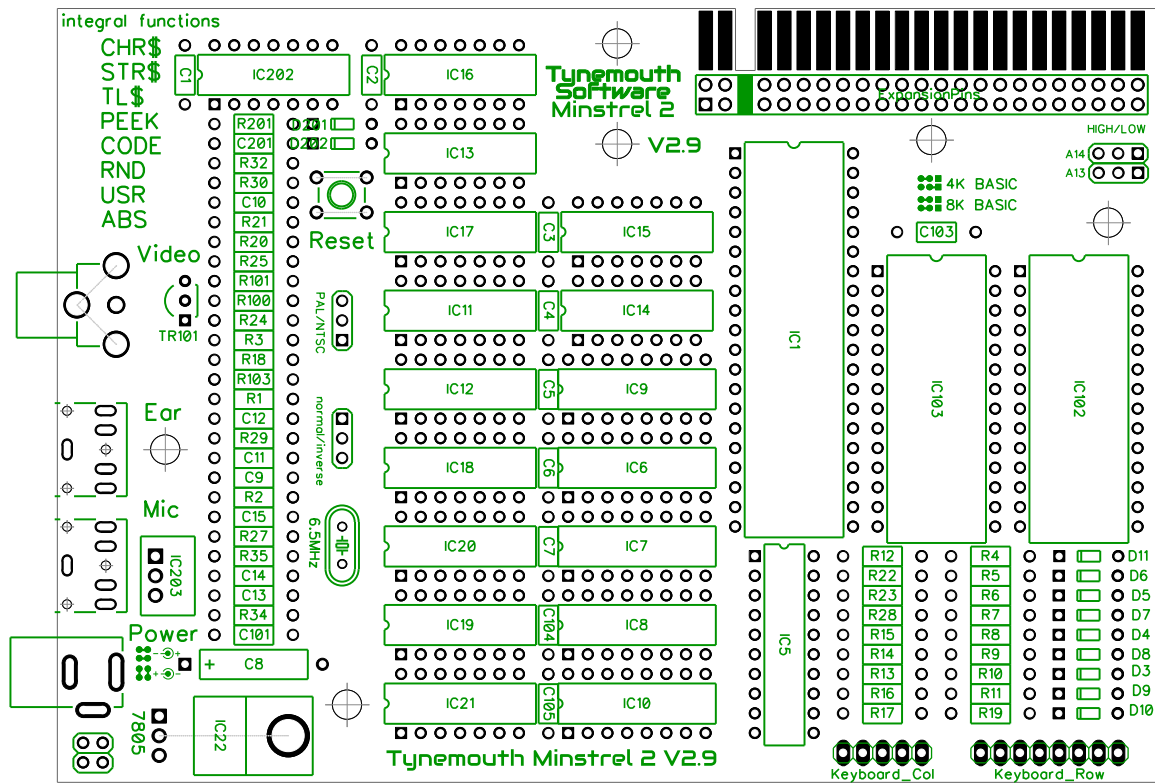 integral functions
CHR$
STR$
TL$
PEEK
CODE
RND
USR
ABS
C1
IC202
C2
IC16
Tynemouth
Software
Minstrel 2
V2.9
ExpansionPins
HIGH/LOW
A14
A13
4K BASIC
8K BASIC
C103
R201
D201
C201
D202
R32
R30
C10
R21
R20
R25
R101
R100
R24
R3
R18
R103
R1
C12
R29
C11
C9
R2
C15
R27
R35
C14
C13
R34
C101
IC13
Reset
Video
TR101
PAL/NTSC
normal/inverse
6.5MHz
Ear
Mic
IC203
Power
- +
- +
+ C8
7805
IC22
IC17
C3
IC15
IC11
C4
IC14
IC12
C5
IC9
IC18
C6
IC6
IC20
C7
IC7
IC19
C104
IC8
IC21
C105
IC10
IC1
IC103
IC102
IC5
R12
R4
D11
R22
R5
D6
R23
R6
D5
R28
R7
D7
R15
R8
D4
R14
R9
D8
R13
R10
D3
R16
R11
D9
R17
R19
D10
Tynemouth Minstrel 2 V2.9
Keyboard_Col
Keyboard_Row